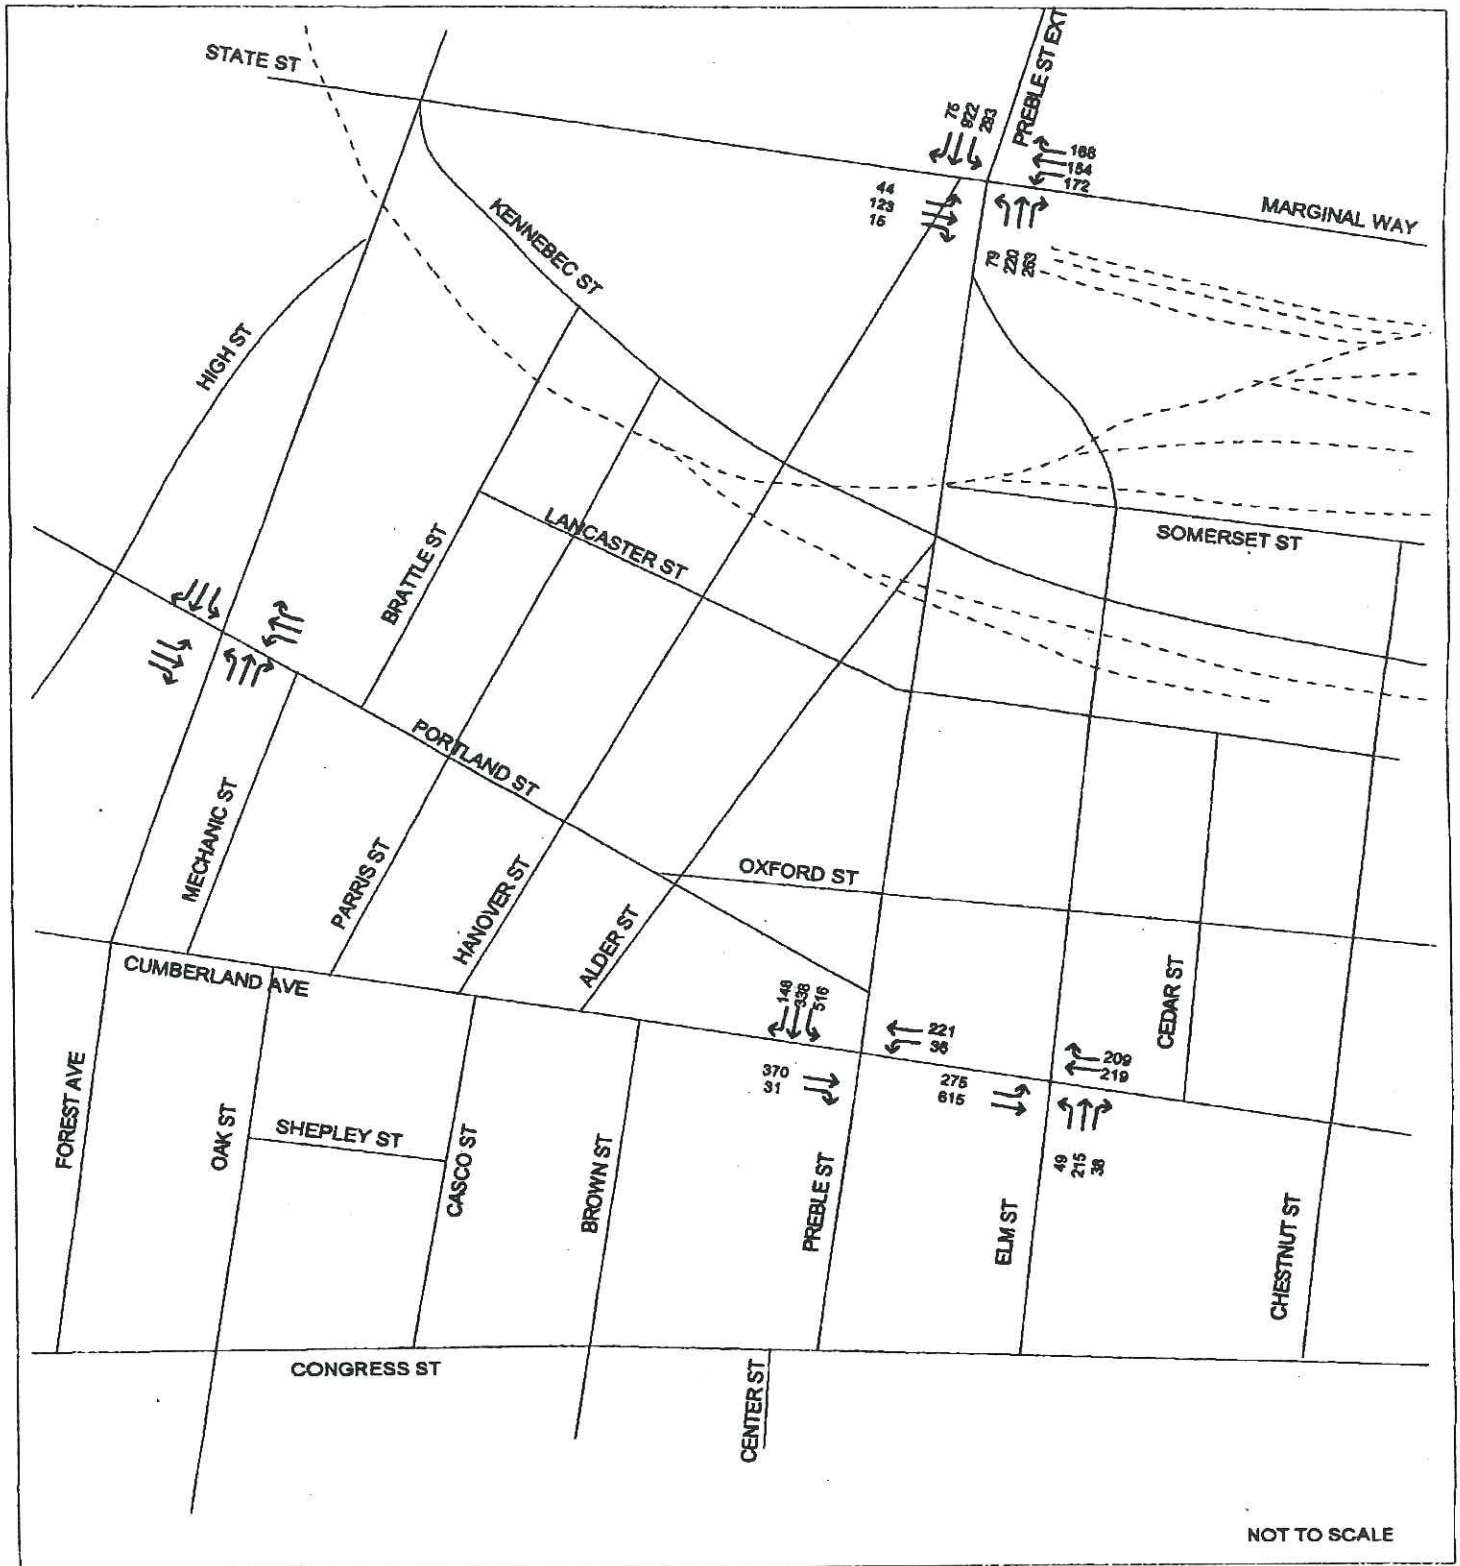 STATE ST
PREBLE ST EXT
75
922
283
168
184
172
44
123
15
MARGINAL WAY
KENNEBEC ST
79
220
263
HIGH ST
LANCASTER ST
SOMERSET ST
BRATTLE ST
PORTLAND ST
MECHANIC ST
PARRIS ST
HANOVER ST
OXFORD ST
ALDER ST
CUMBERLAND AVE
CEDAR ST
148
338
516
221
36
370
31
275
615
209
219
FOREST AVE
OAK ST
SHEPLEY ST
CASCO ST
BROWN ST
PREBLE ST
ELM ST
49
215
38
CHESTNUT ST
CONGRESS ST
CENTER ST
NOT TO SCALE